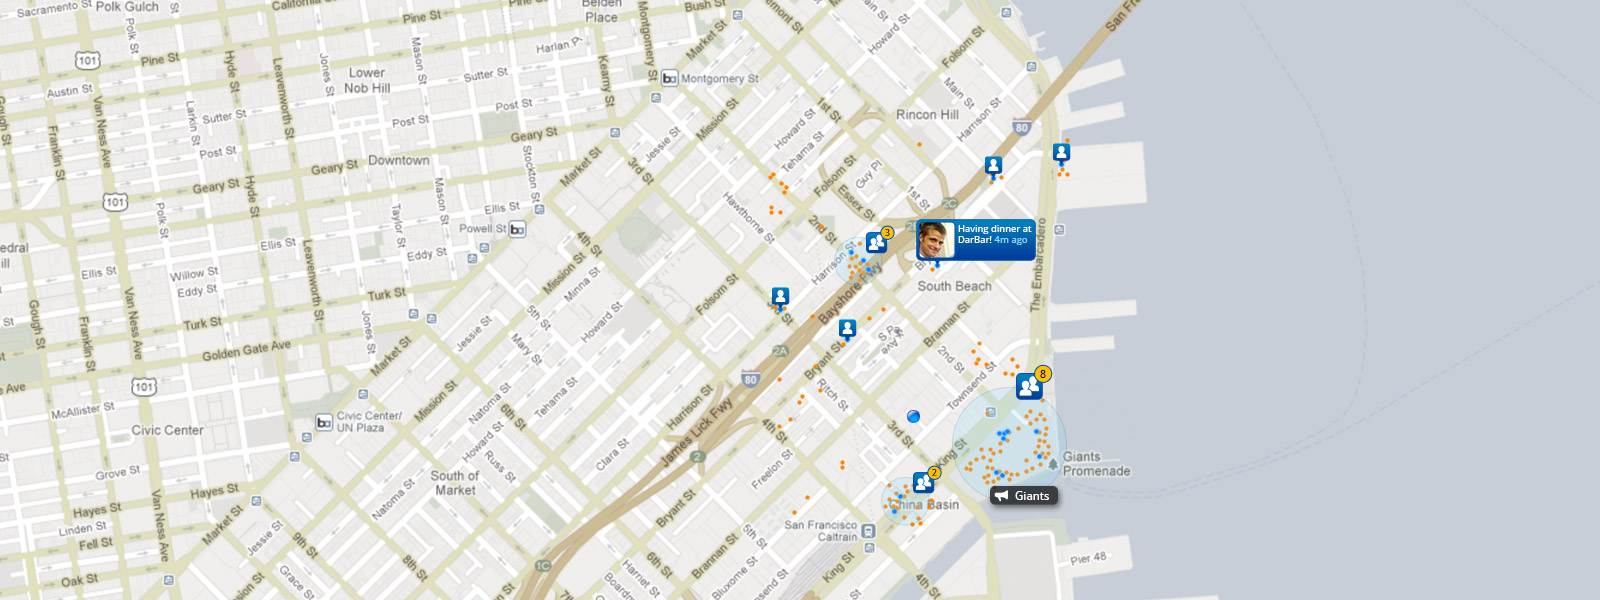 Sacramento St
Polk Gulch
California St
Pine St
Belden
Place
Bush St
Market St
Fremont St
Howard St
Folsom St
Polk St
Hyde St
Jones St
Mason St
Harlan Pl
Kearny St
Montgomery St
101
Pine St
Lower
Nob Hill
Sutter St
Montgomery St
Austin St
Van Ness Ave
Larkin St
Leavenworth St
Sutter St
Post St
Post St
Geary St
Mission St
1st St
Howard St
Tehama St
Main St
Rincon Hill
Harrison St
80
Gough St
Franklin St
Post St
Geary St
Downtown
Geary St
Stockton St
Market St
Jessie St
3rd St
Folsom St
Guy Pl
Essex St
1st St
2C
101
Hyde St
Polk St
Taylor St
Mason St
Ellis St
Powell St
Hawthorne St
2nd St
3
Having dinner at
DarBar! 4m ago
Ellis St
Ellis St
Eddy St
4th St
Mission St
Harrison St
Bayshore Fwy
South Beach
The Embarcadero
Willow St
Eddy St
Turk St
Minna St
Folsom St
Turk St
Leavenworth St
Jones St
5th St
Howard St
Jessie St
Mary St
Brannan St
Gough St
Franklin St
Van Ness Ave
Golden Gate Ave
Market St
2A
Bryant St
2nd St
Townsend St
101
80
8
McAllister St
Civic Center/
UN Plaza
Civic Center
Mission St
Natoma St
Tehama St
6th St
Harrison St
James Lick Fwy
Ritch St
4th St
3rd St
King St
Howard St
Russ St
Clara St
2
Freelon St
2
Giants
Promenade
Grove St
South of
Market
Hayes St
Hayes St
Natoma St
Bryant St
Giants
China Basin
San Francisco
Caltrain
Linden St
Fell St
Van Ness Ave
Market St
Jessie St
9th St
8th St
5th St
Brannan St
6th St
Bluxome St
King St
4th St
Pier 48
Oak St
Grace St
1C
Harriet St